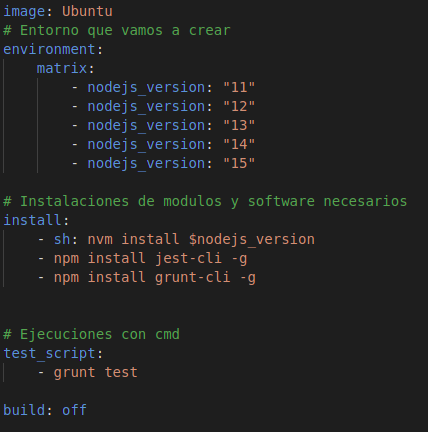 image: Ubuntu
# Entorno que vamos a crear
environment:
    matrix:
        - nodejs_version: "11"
        - nodejs_version: "12"
        - nodejs_version: "13"
        - nodejs_version: "14"
        - nodejs_version: "15"

# Instalaciones de modulos y software necesarios
install:
    - sh: nvm install $nodejs_version
    - npm install jest-cli -g
    - npm install grunt-cli -g


# Ejecuciones con cmd
test_script:
    - grunt test

build: off